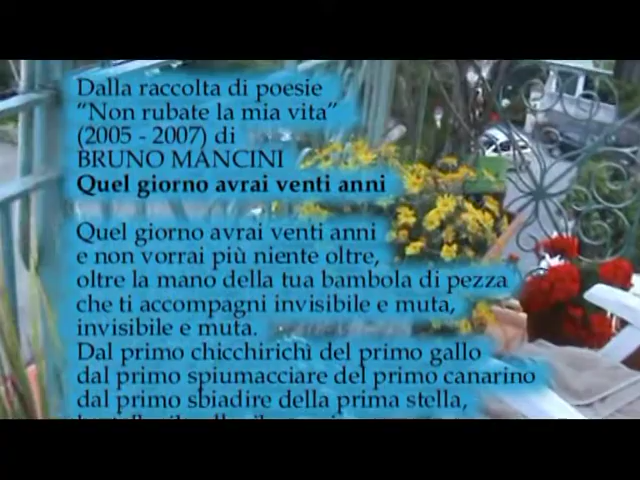 Dalla raccolta di poesie
"Non rubate la mia vita"
(2005 - 2007) di
BRUNO MANCINI
Quel giorno avrai venti anni
Quel giorno avrai venti anni
e non vorrai più niente oltre,
oltre la mano della tua bambola di pezza
che ti accompagni invisibile e muta,
invisibile e muta.
Dal primo chicchirichì del primo gallo
dal primo spiumacciare del primo canarino
dal primo sbiadire della prima stella,